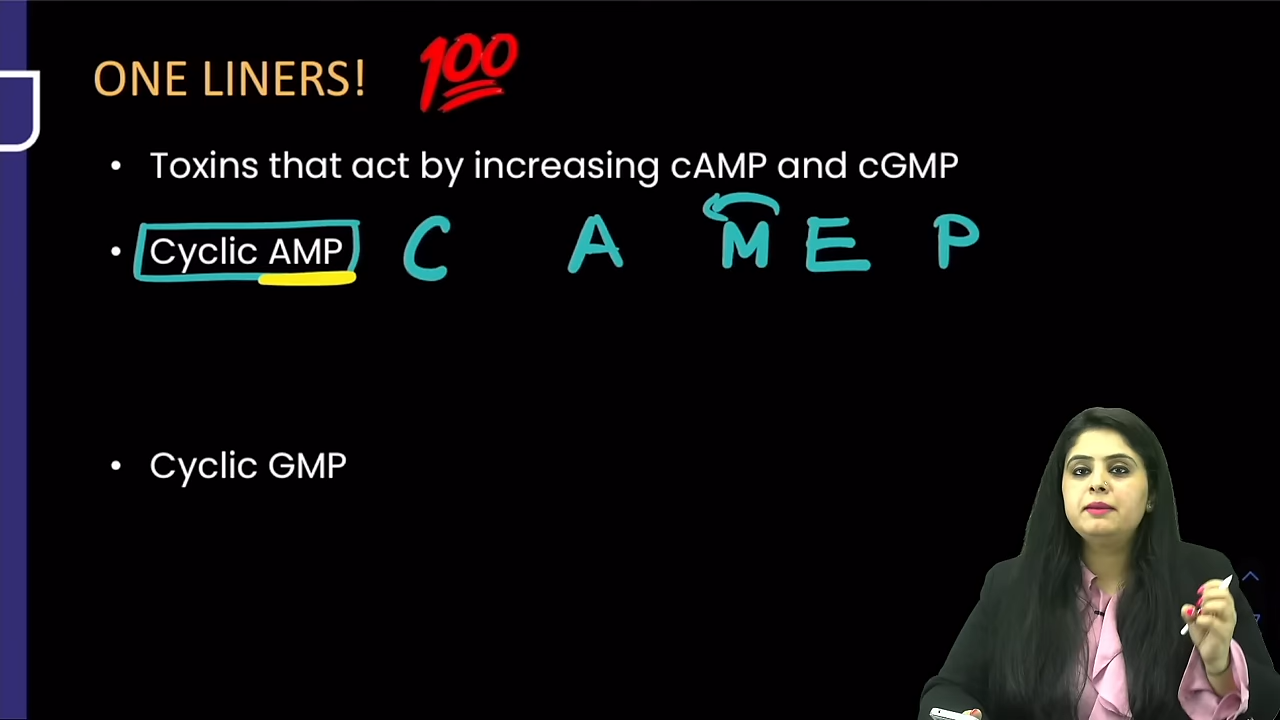 ONE LINERS! 100
• Toxins that act by increasing cAMP and cGMP
• Cyclic AMP C A M E P
• Cyclic GMP